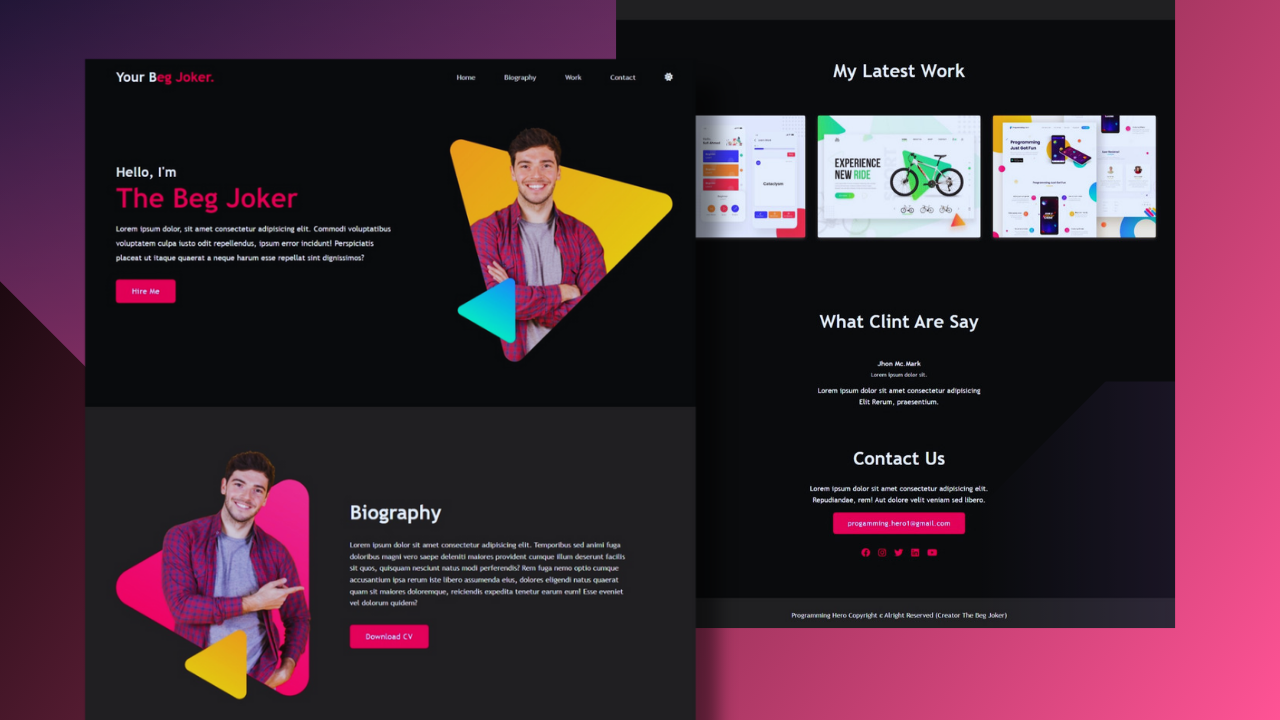 Your Beg Joker.
Home Biography Work Contact
Hello, I'm
The Beg Joker
Lorem ipsum dolor, sit amet consectetur adipisicing elit. Commodi voluptatibus
voluptatem culpa iusto odit repellendus, ipsum error incidunt! Perspiciatis
placeat ut itaque quaerat a neque harum esse repellat sint dignissimos?
Hire Me
Biography
Lorem ipsum dolor sit amet consectetur adipisicing elit. Temporibus sed animi fuga
doloribus magni vero saepe deleniti maiores provident cumque illum deserunt facilis
sit quos, quisquam nesciunt natus modi perferendis? Rem fuga nemo optio cumque
accusantium ipsa rerum iste libero assumenda eius, dolores eligendi natus quaerat
quam sit maiores doloremque, reiciendis expedita tenetur earum eum! Esse eveniet
vel dolorum quidem?
Download CV
My Latest Work
Cataclysm
EXPERIENCE
NEW RIDE
Programming
Just Got Fun
What Clint Are Say
Jhon Mc.Mark
Lorem ipsum dolor sit.
Lorem ipsum dolor sit amet consectetur adipisicing
Elit Rerum, praesentium.
Contact Us
Lorem ipsum dolor sit amet consectetur adipisicing elit.
Repudiandae, rem! Aut dolore velit veniam sed libero.
progamming.hero1@gmail.com
Programming Hero Copyright c Alright Reserved (Creator The Beg Joker)